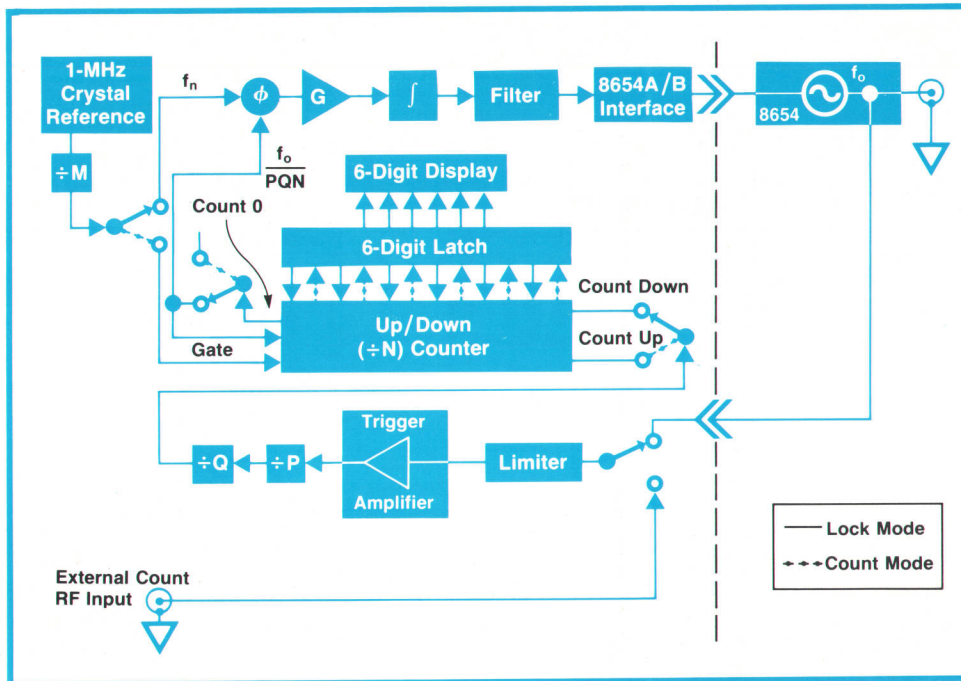 1-MHz
Crystal
Reference
÷M
fn
ϕ
G
∫
Filter
8654A/B
Interface
fo
8654
fo
PQN
6-Digit Display
Count 0
6-Digit Latch
Count Down
Up/Down
(÷N) Counter
Count Up
Gate
Trigger
Amplifier
÷Q
÷P
Limiter
Lock Mode
Count Mode
External Count
RF Input